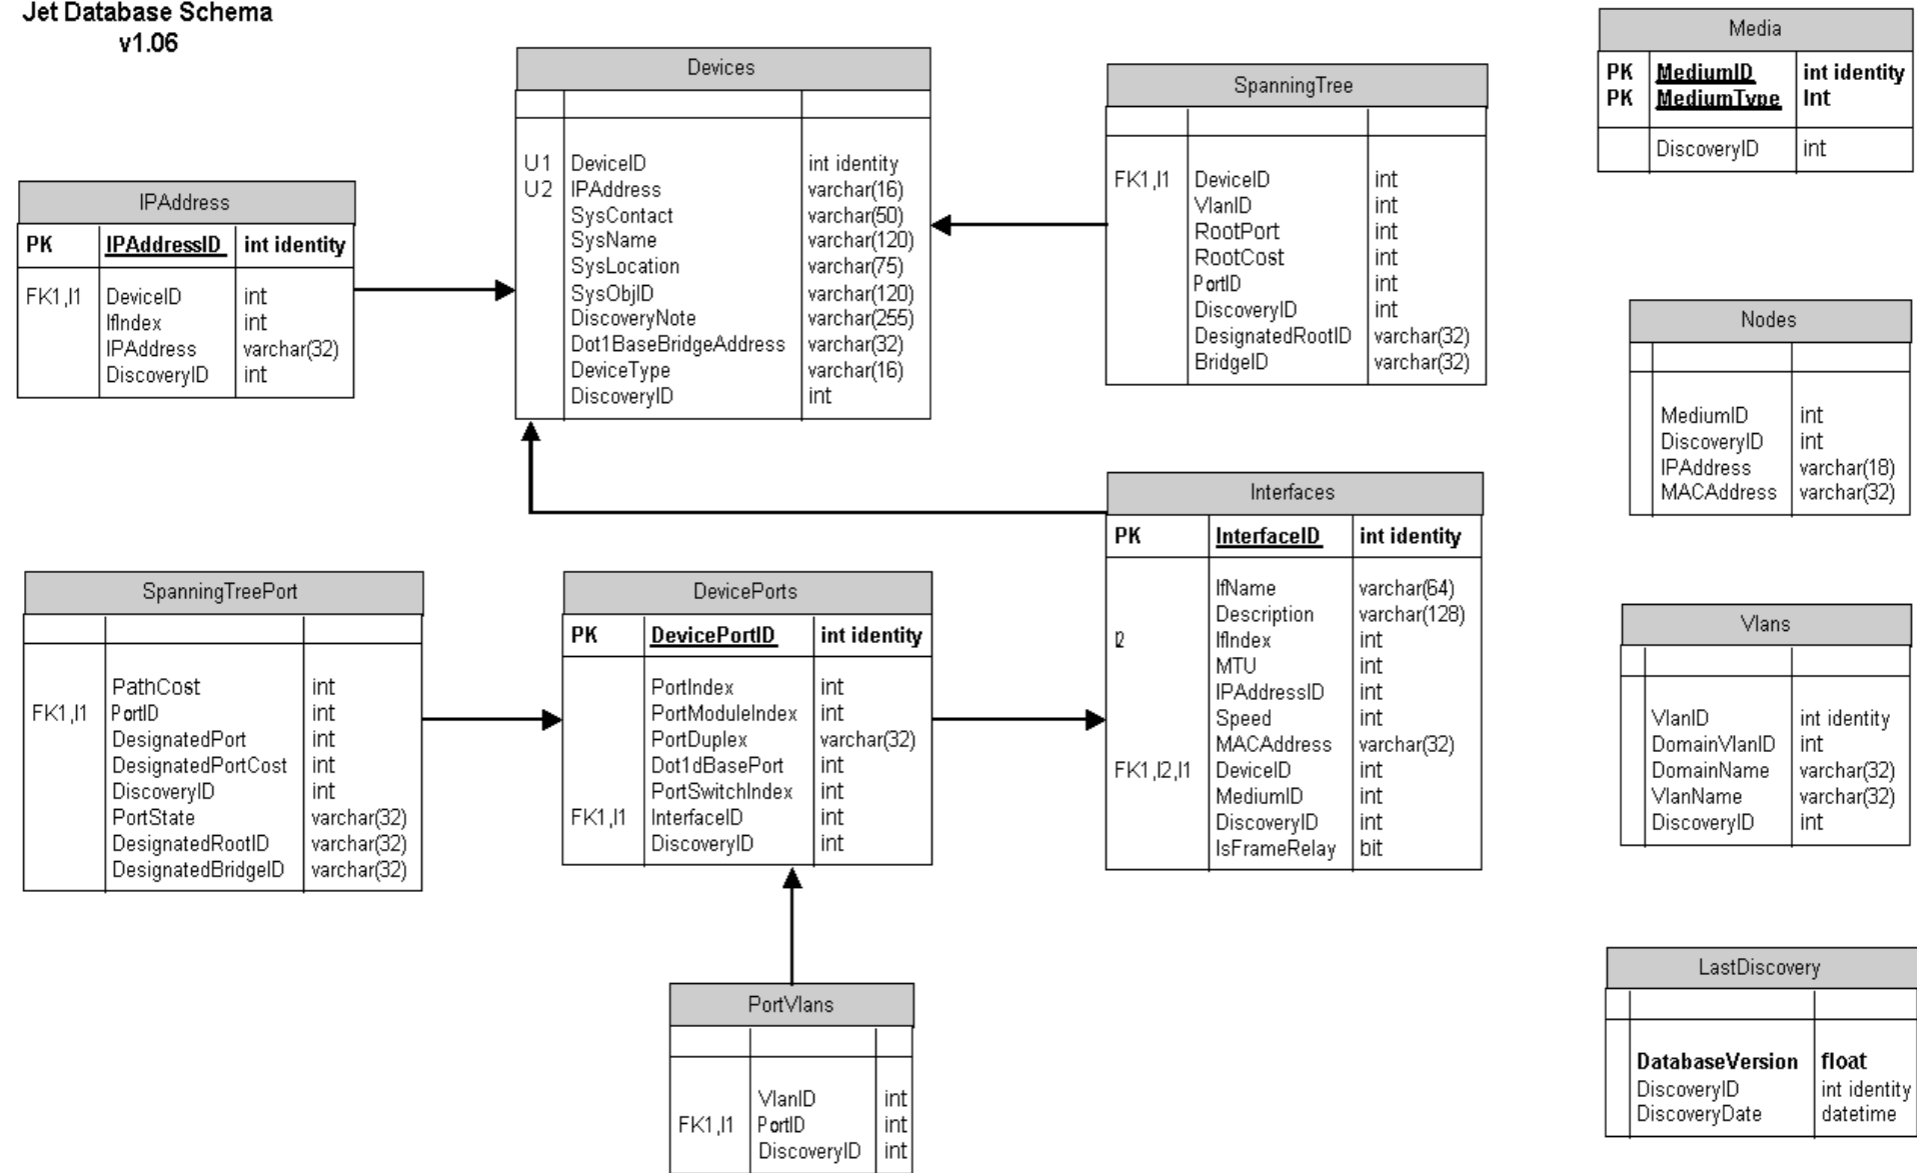 Jet Database Schema
v1.06
Devices
U1 DeviceID int identity
U2 IPAddress varchar(16)
SysContact varchar(50)
SysName varchar(120)
SysLocation varchar(75)
SysObjID varchar(120)
DiscoveryNote varchar(255)
Dot1BaseBridgeAddress varchar(32)
DeviceType varchar(16)
DiscoveryID int
SpanningTree
FK1,I1 DeviceID int
VlanID int
RootPort int
RootCost int
PortID int
DiscoveryID int
DesignatedRootID varchar(32)
BridgeID varchar(32)
Media
PK MediumID int identity
PK MediumType Int
DiscoveryID int
IPAddress
PK IPAddressID int identity
FK1,I1 DeviceID int
IfIndex int
IPAddress varchar(32)
DiscoveryID int
Nodes
MediumID int
DiscoveryID int
IPAddress varchar(18)
MACAddress varchar(32)
Interfaces
PK InterfaceID int identity
IfName varchar(64)
Description varchar(128)
I2 IfIndex int
MTU int
IPAddressID int
Speed int
MACAddress varchar(32)
FK1,I2,I1 DeviceID int
MediumID int
DiscoveryID int
IsFrameRelay bit
SpanningTreePort
PathCost int
FK1,I1 PortID int
DesignatedPort int
DesignatedPortCost int
DiscoveryID int
PortState varchar(32)
DesignatedRootID varchar(32)
DesignatedBridgeID varchar(32)
DevicePorts
PK DevicePortID int identity
PortIndex int
PortModuleIndex int
PortDuplex varchar(32)
Dot1dBasePort int
PortSwitchIndex int
FK1,I1 InterfaceID int
DiscoveryID int
Vlans
VlanID int identity
DomainVlanID int
DomainName varchar(32)
VlanName varchar(32)
DiscoveryID int
PortVlans
VlanID int
FK1,I1 PortID int
DiscoveryID int
LastDiscovery
DatabaseVersion float
DiscoveryID int identity
DiscoveryDate datetime